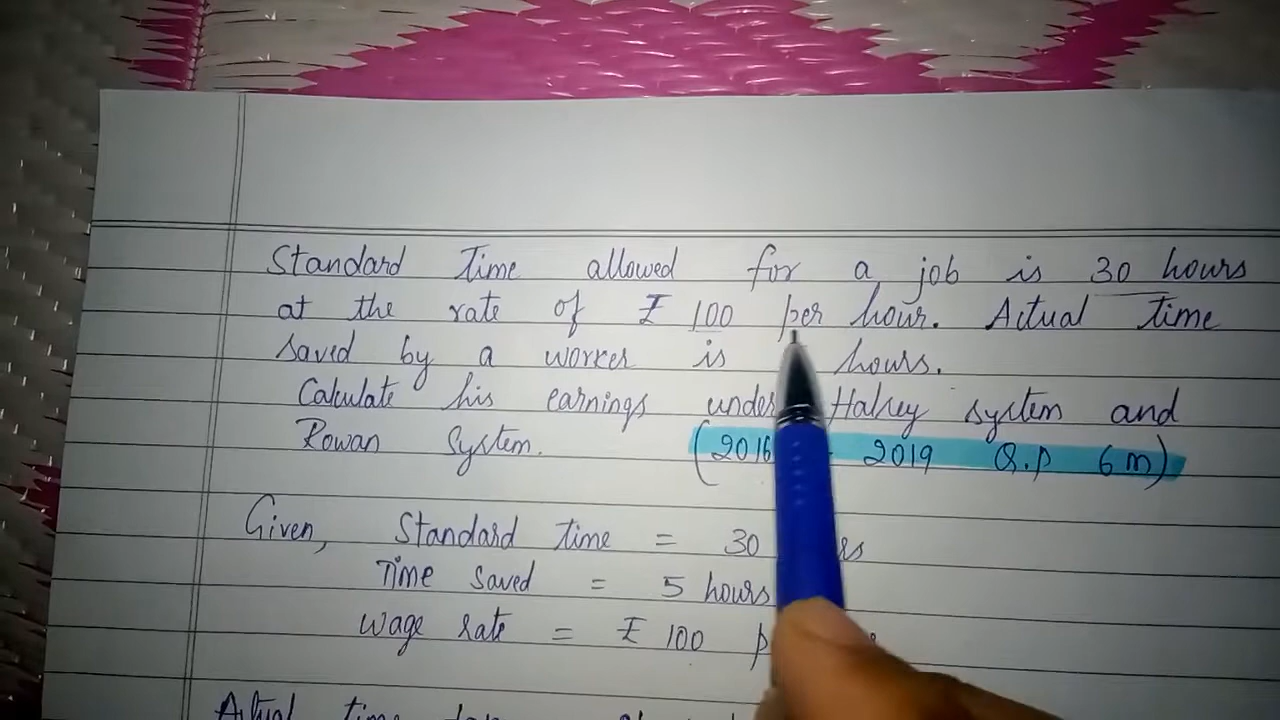 Standard Time allowed for a job is 30 hours
at the rate of ₹ 100 per hour. Actual time
saved by a worker is hours.
Calculate his earnings under Halsey system and
Rowan System. (2016 2019 Q.P 6m)
Given, Standard time = 30
Time saved = 5 hours
Wage rate = ₹ 100
Actual time